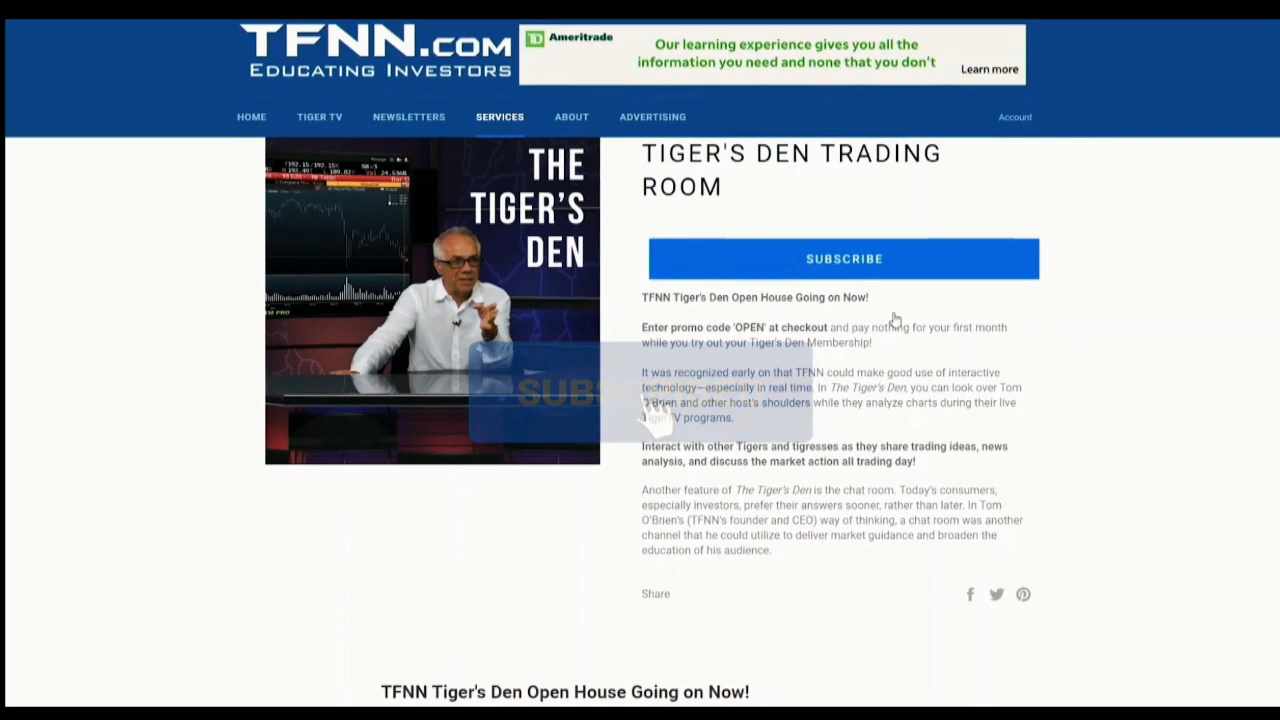 TFNN.COM
EDUCATING INVESTORS
TD Ameritrade
Our learning experience gives you all the
information you need and none that you don't
Learn more
HOME TIGER TV NEWSLETTERS SERVICES ABOUT ADVERTISING Account
THE
TIGER'S
DEN
TIGER'S DEN TRADING
ROOM
SUBSCRIBE
TFNN Tiger's Den Open House Going on Now!
Enter promo code 'OPEN' at checkout and pay nothing for your first month
while you try out your Tiger's Den Membership!
It was recognized early on that TFNN could make good use of interactive
technology—especially in real time. In The Tiger's Den, you can look over Tom
O'Brien and other host's shoulders while they analyze charts during their live
Tiger TV programs.
Interact with other Tigers and tigresses as they share trading ideas, news
analysis, and discuss the market action all trading day!
Another feature of The Tiger's Den is the chat room. Today's consumers,
especially investors, prefer their answers sooner, rather than later. In Tom
O'Brien's (TFNN's founder and CEO) way of thinking, a chat room was another
channel that he could utilize to deliver market guidance and broaden the
education of his audience.
Share
TFNN Tiger's Den Open House Going on Now!